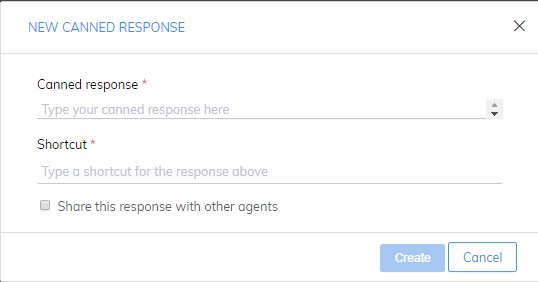 NEW CANNED RESPONSE
Canned response *
Type your canned response here
Shortcut *
Type a shortcut for the response above
Share this response with other agents
Create Cancel